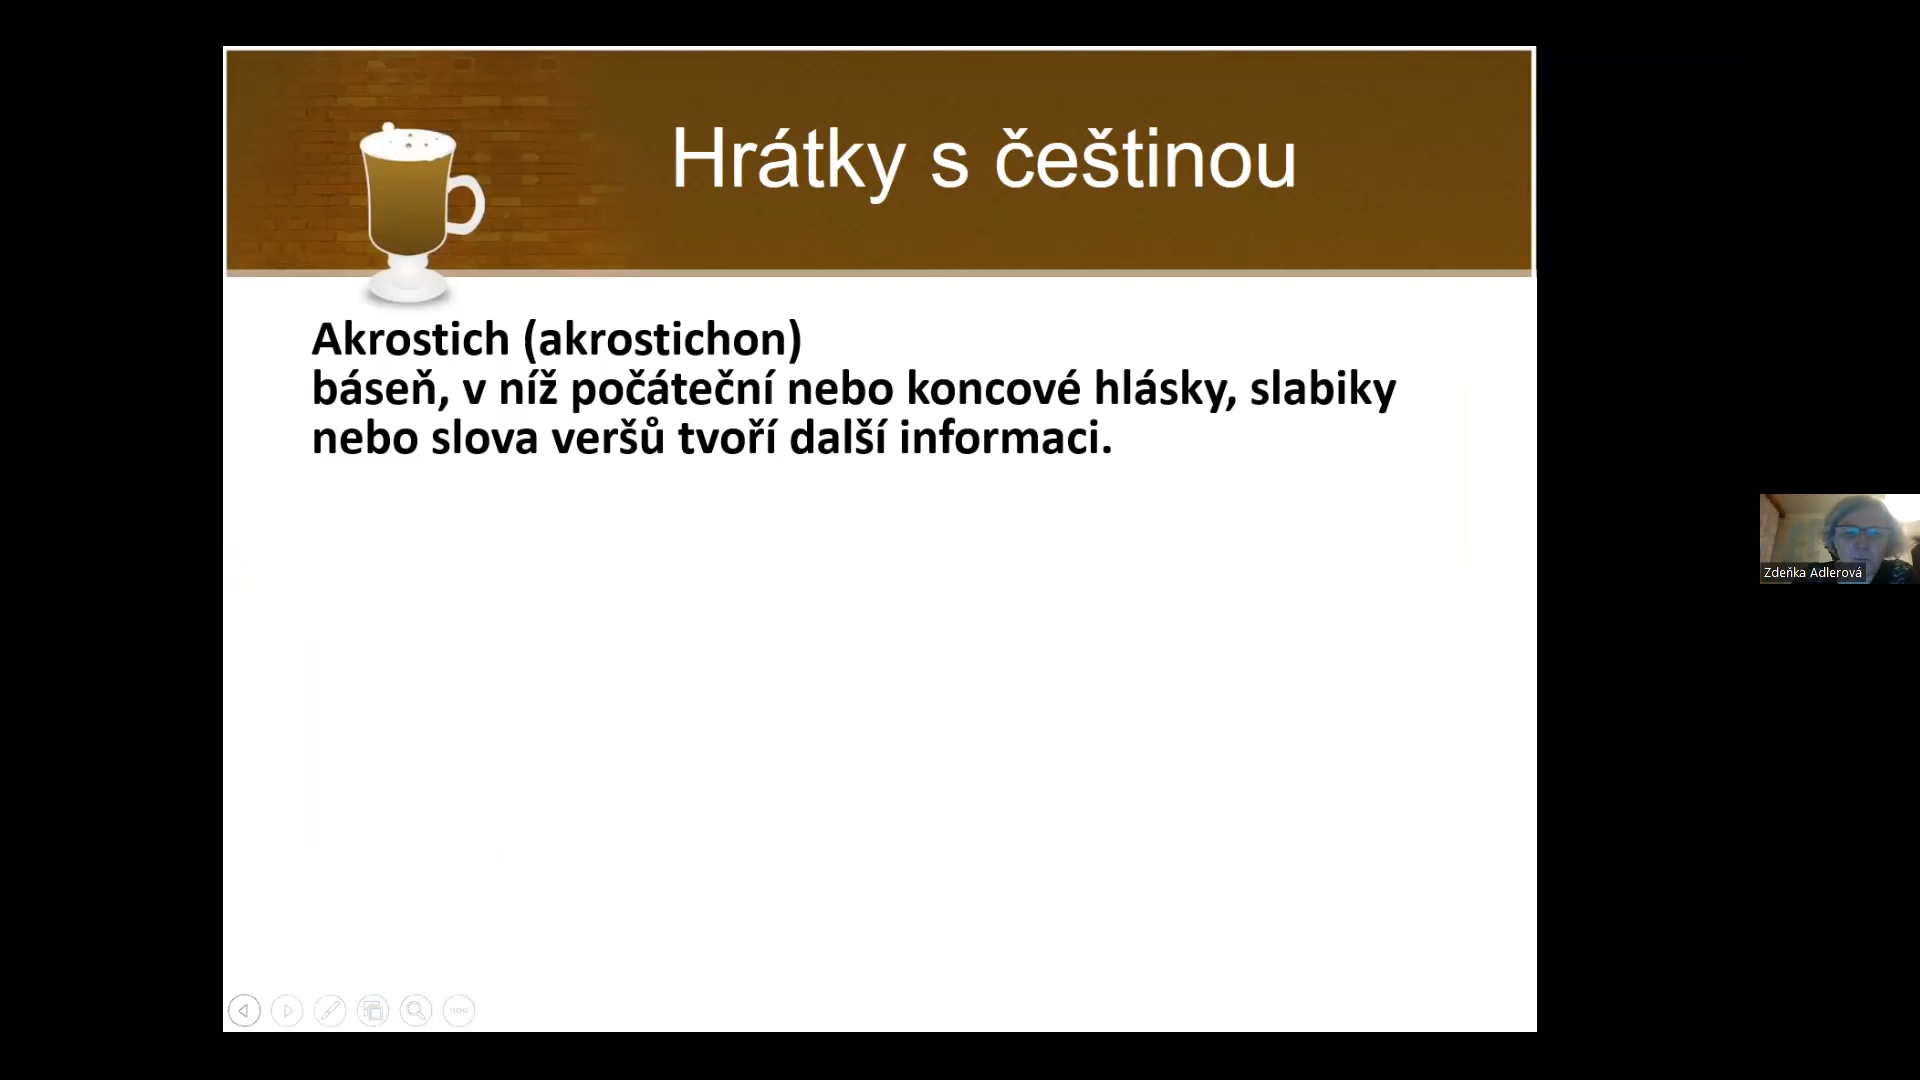 Hrátky s češtinou
Akrostich (akrostichon)
báseň, v níž počáteční nebo koncové hlásky, slabiky
nebo slova veršů tvoří další informaci.
Zdeňka Adlerová